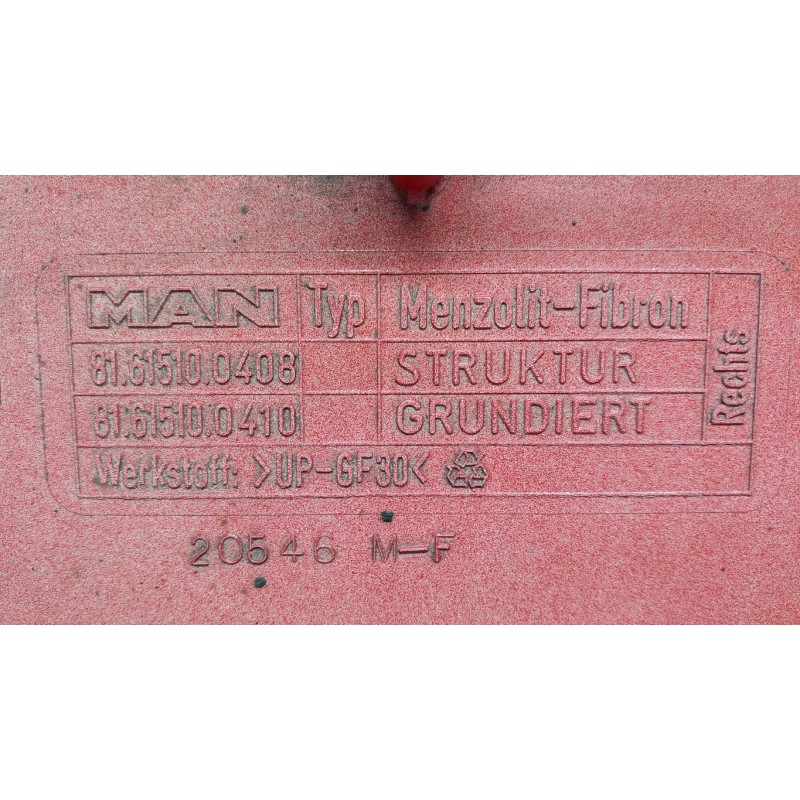 MAN Typ Menzolit-Fibron
81.61510.0408 STRUKTUR
81.61510.0410 GRUNDIERT
Rechts
Werkstoff: >UP-GF30<
20546 M-F